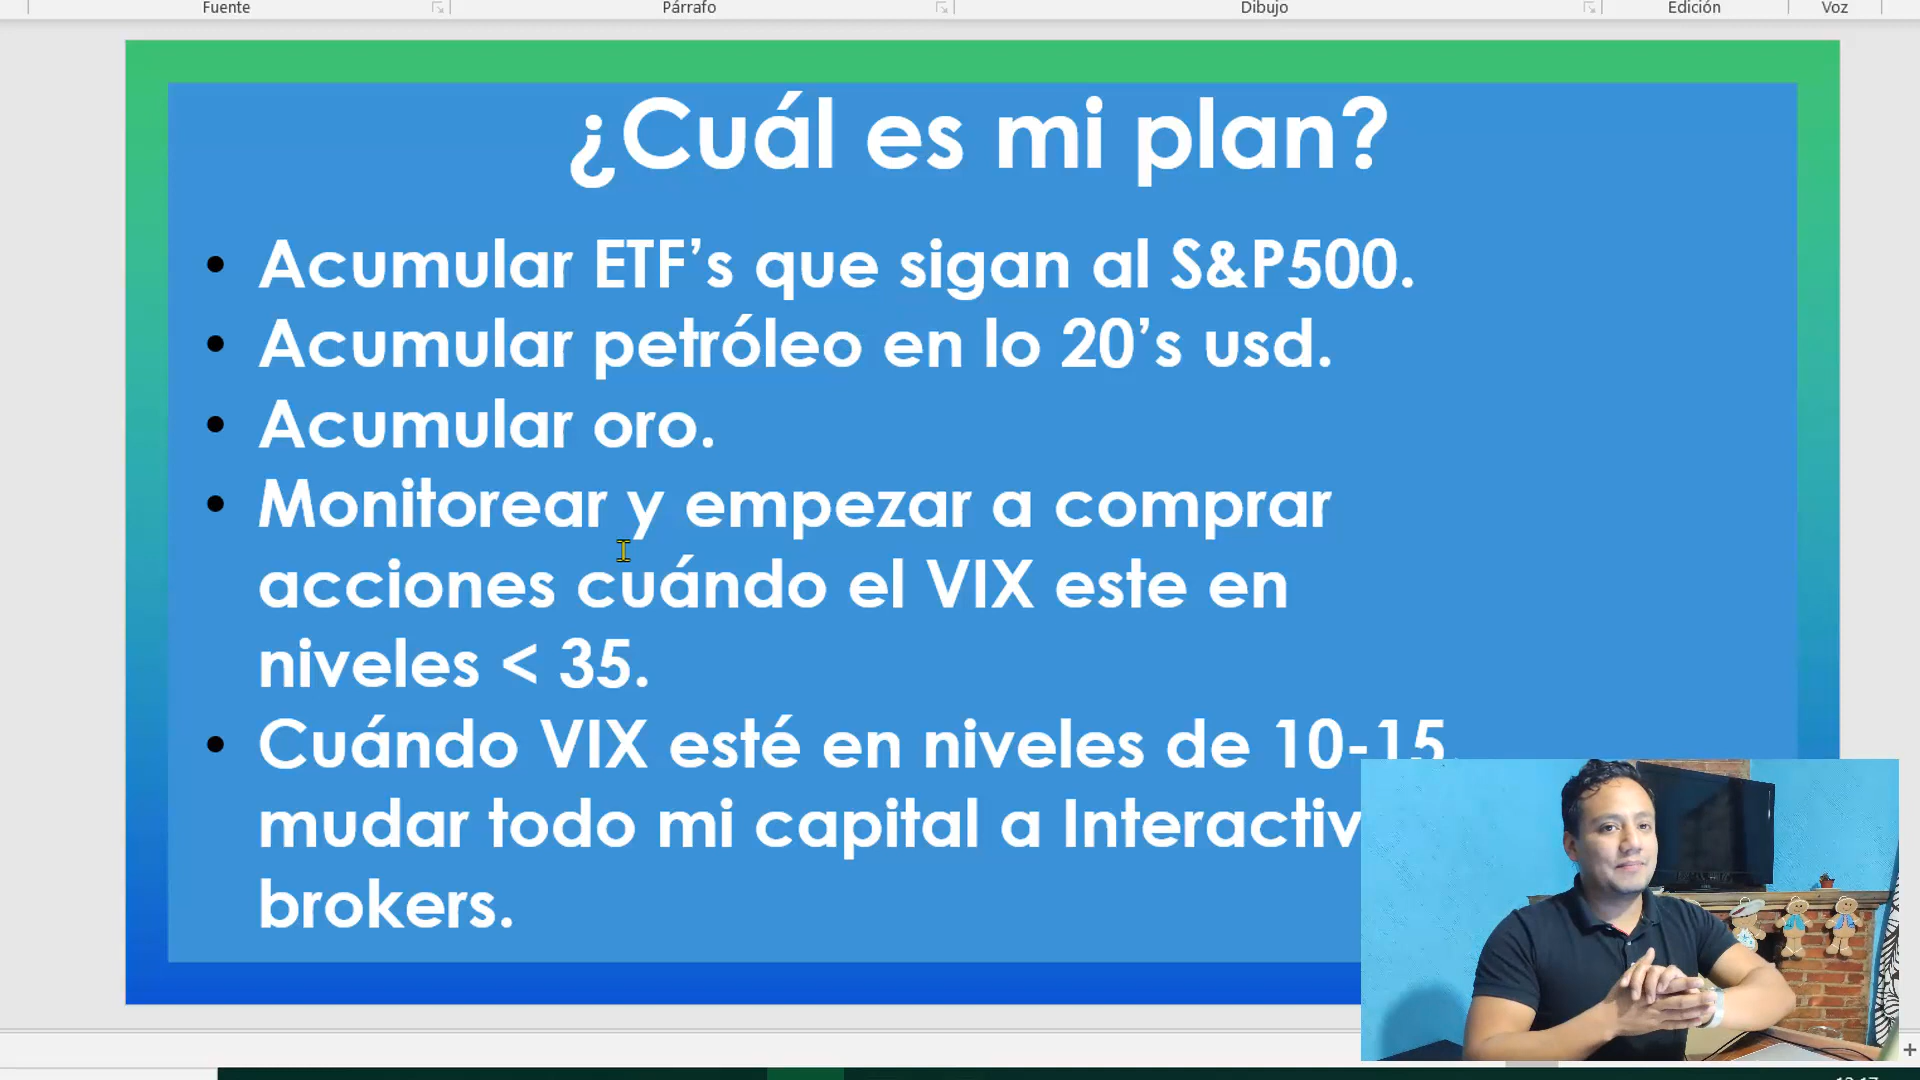 Fuente Párrafo Dibujo Edición Voz
¿Cuál es mi plan?
• Acumular ETF’s que sigan al S&P500.
• Acumular petróleo en lo 20’s usd.
• Acumular oro.
• Monitorear y empezar a comprar
acciones cuándo el VIX este en
niveles < 35.
• Cuándo VIX esté en niveles de 10-15
mudar todo mi capital a Interactiv
brokers.